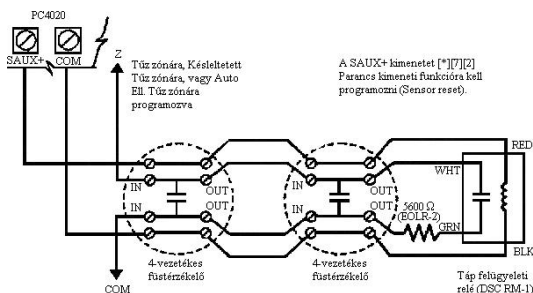 PC4020
SAUX+ COM
Z
Tűz zónára, Késleltetett
Tűz zónára, vagy Auto
Ell. Tűz zónára
programozva
A SAUX+ kimenetet [*][7][2]
Parancs kimeneti funkcióra kell
programozni (Sensor reset).
RED
WHT
IN OUT
IN OUT
IN OUT
IN OUT
5600 Ω
(EOLR-2)
GRN
BLK
COM
4-vezetékes
füstérzékelő
4-vezetékes
füstérzékelő
Táp felügyeleti
relé (DSC RM-1)